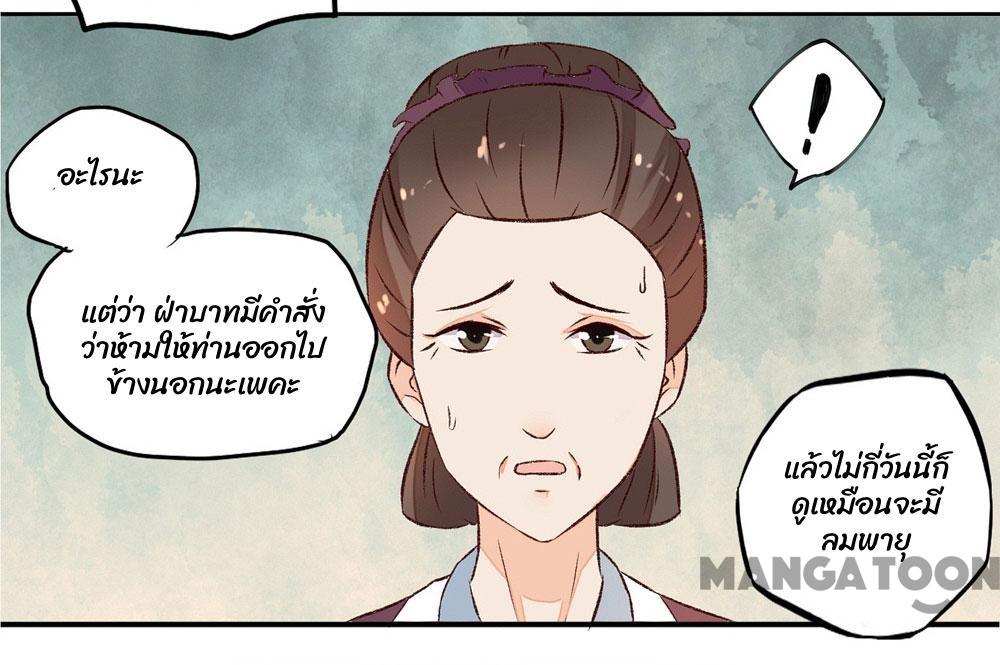 !
อะไรนะ
แต่ว่า ฝ่าบาทมีคำสั่ง
ว่าห้ามให้ท่านออกไป
ข้างนอกนะเพคะ
แล้วไม่กี่วันนี้ก็
ดูเหมือนจะมี
ลมพายุ
MANGATOON